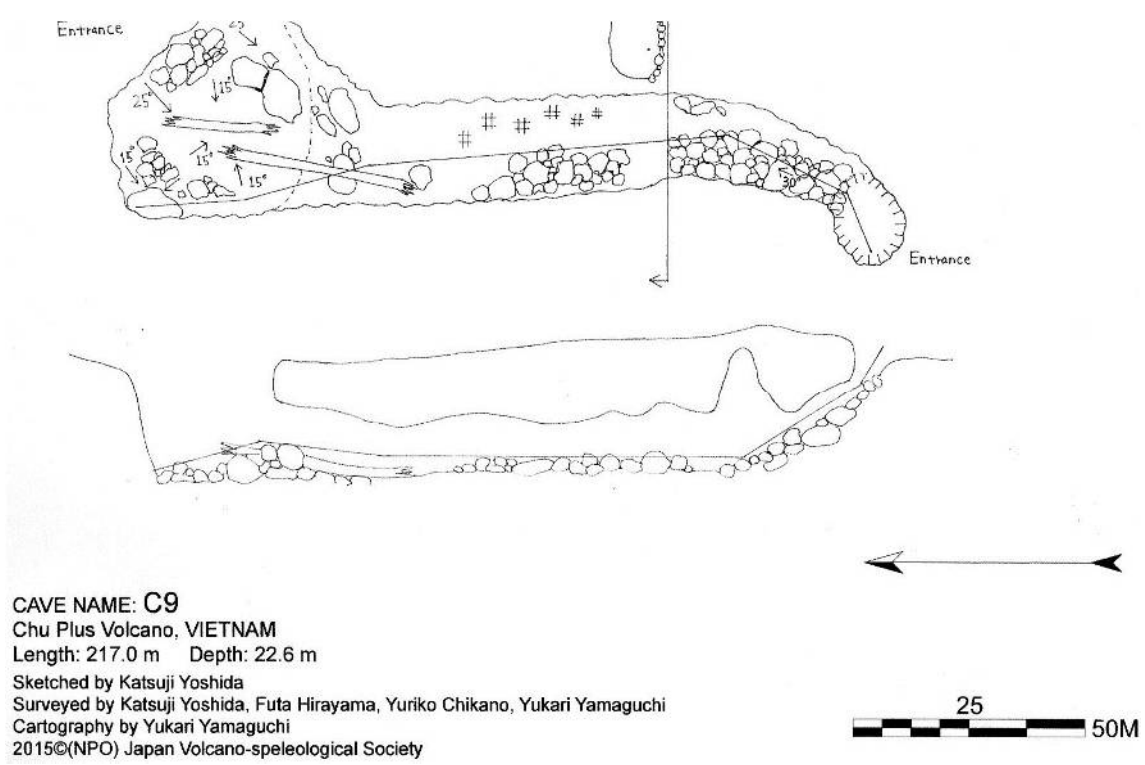 Entrance
25
15°
25°
15°
15°
15°
30°
Entrance
CAVE NAME: C9
Chu Plus Volcano, VIETNAM
Length: 217.0 m Depth: 22.6 m
Sketched by Katsuji Yoshida
Surveyed by Katsuji Yoshida, Futa Hirayama, Yuriko Chikano, Yukari Yamaguchi
Cartography by Yukari Yamaguchi
2015©(NPO) Japan Volcano-speleological Society
25
50M